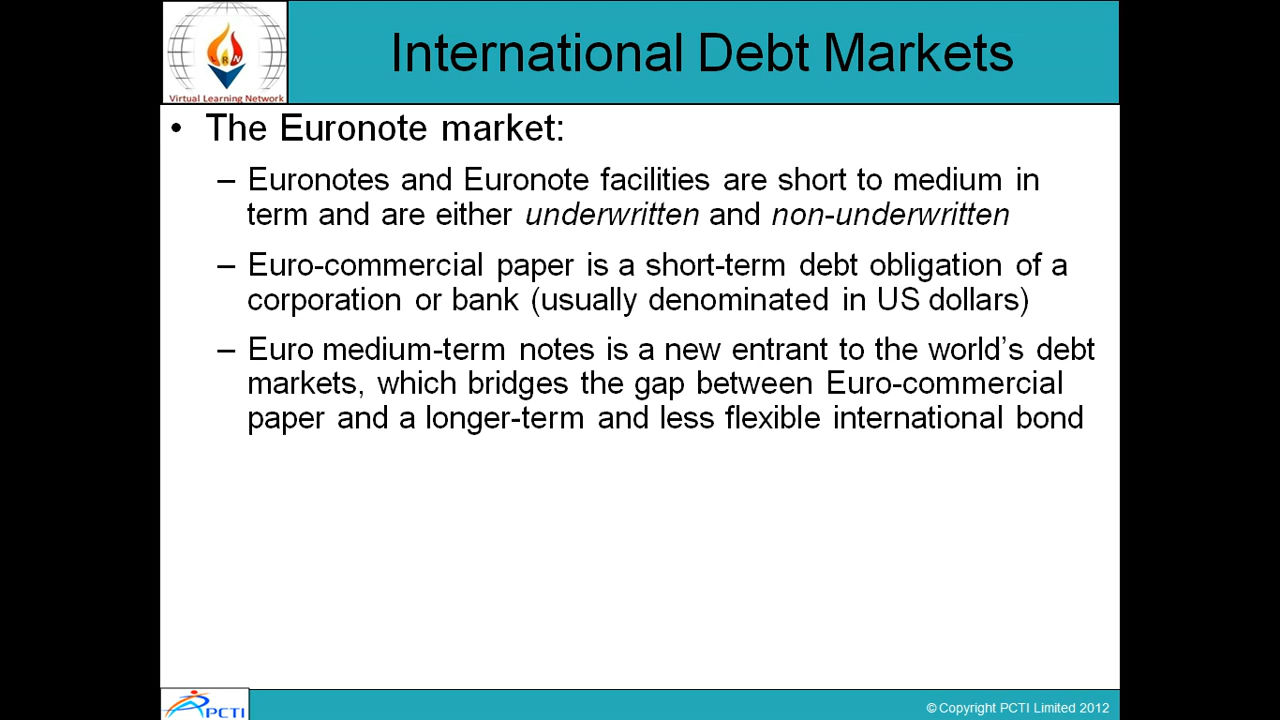 International Debt Markets
Virtual Learning Network
• The Euronote market:
– Euronotes and Euronote facilities are short to medium in
term and are either underwritten and non-underwritten
– Euro-commercial paper is a short-term debt obligation of a
corporation or bank (usually denominated in US dollars)
– Euro medium-term notes is a new entrant to the world’s debt
markets, which bridges the gap between Euro-commercial
paper and a longer-term and less flexible international bond
PCTI
© Copyright PCTI Limited 2012